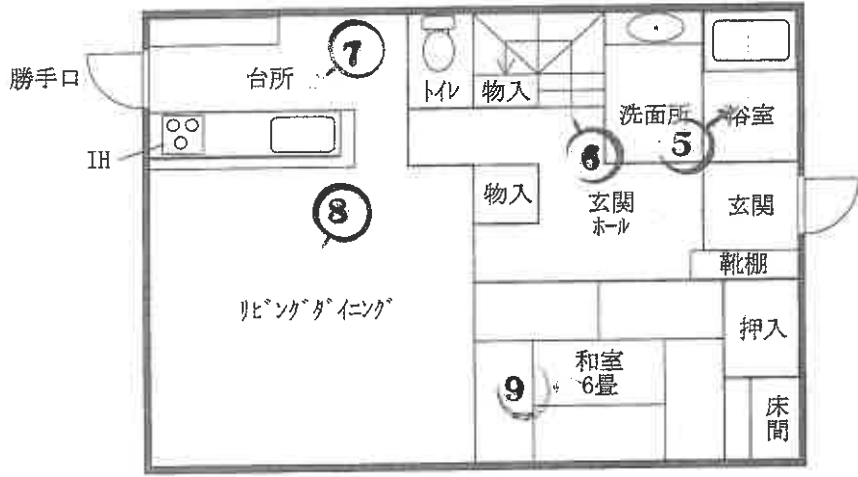 7
勝手口
台所
トイレ
物入
洗面所
浴室
5
6
IH
8
物入
玄関
ホール
玄関
靴棚
リビングダイニング
押入
和室
6畳
9
床
間